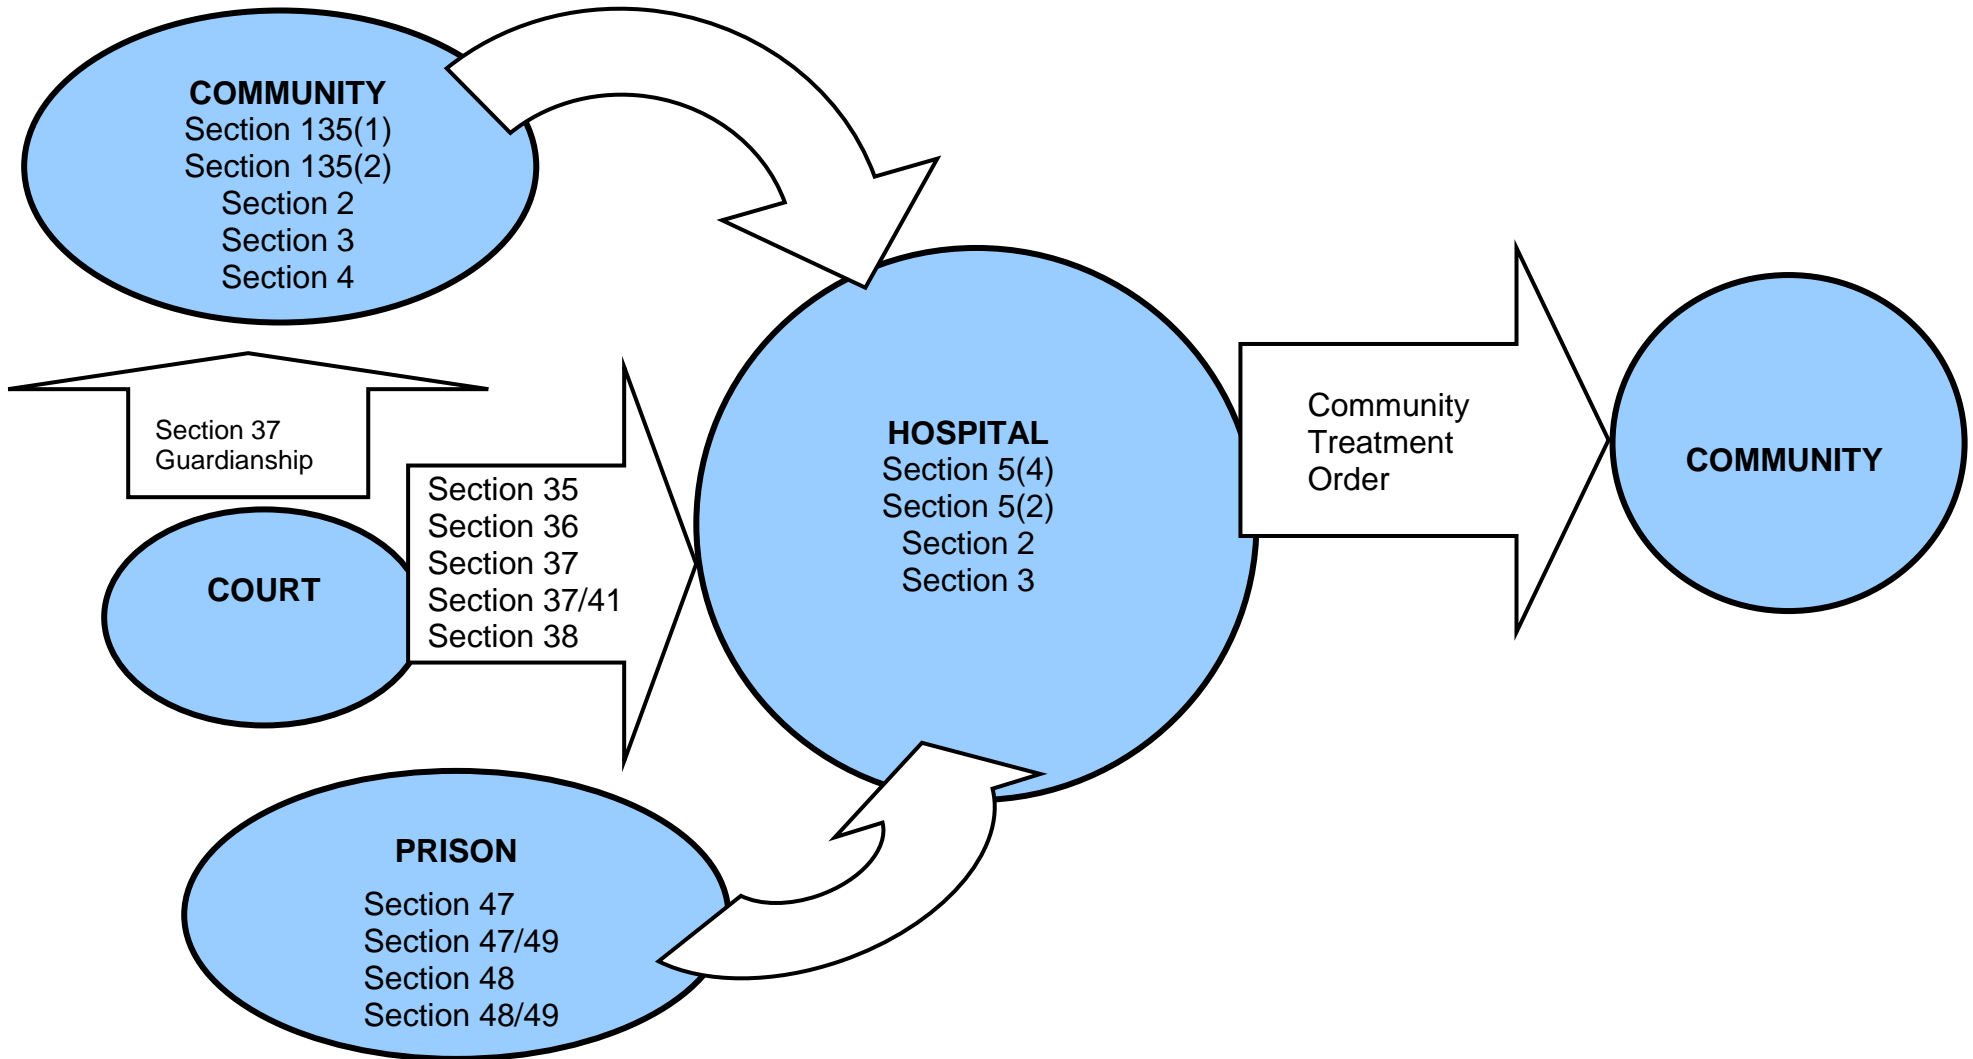 COMMUNITY
Section 135(1)
Section 135(2)
Section 2
Section 3
Section 4
Section 37
Guardianship
COURT
Section 35
Section 36
Section 37
Section 37/41
Section 38
PRISON
Section 47
Section 47/49
Section 48
Section 48/49
HOSPITAL
Section 5(4)
Section 5(2)
Section 2
Section 3
Community
Treatment
Order
COMMUNITY